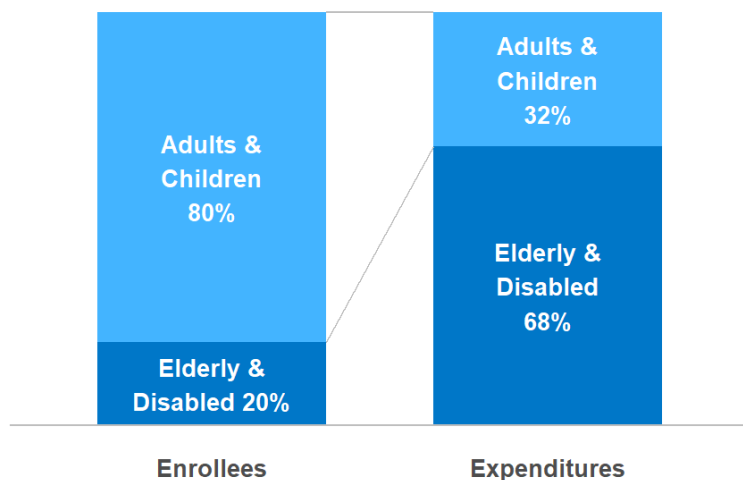 Adults &
Children
80%
Elderly &
Disabled 20%
Adults &
Children
32%
Elderly &
Disabled
68%
Enrollees
Expenditures